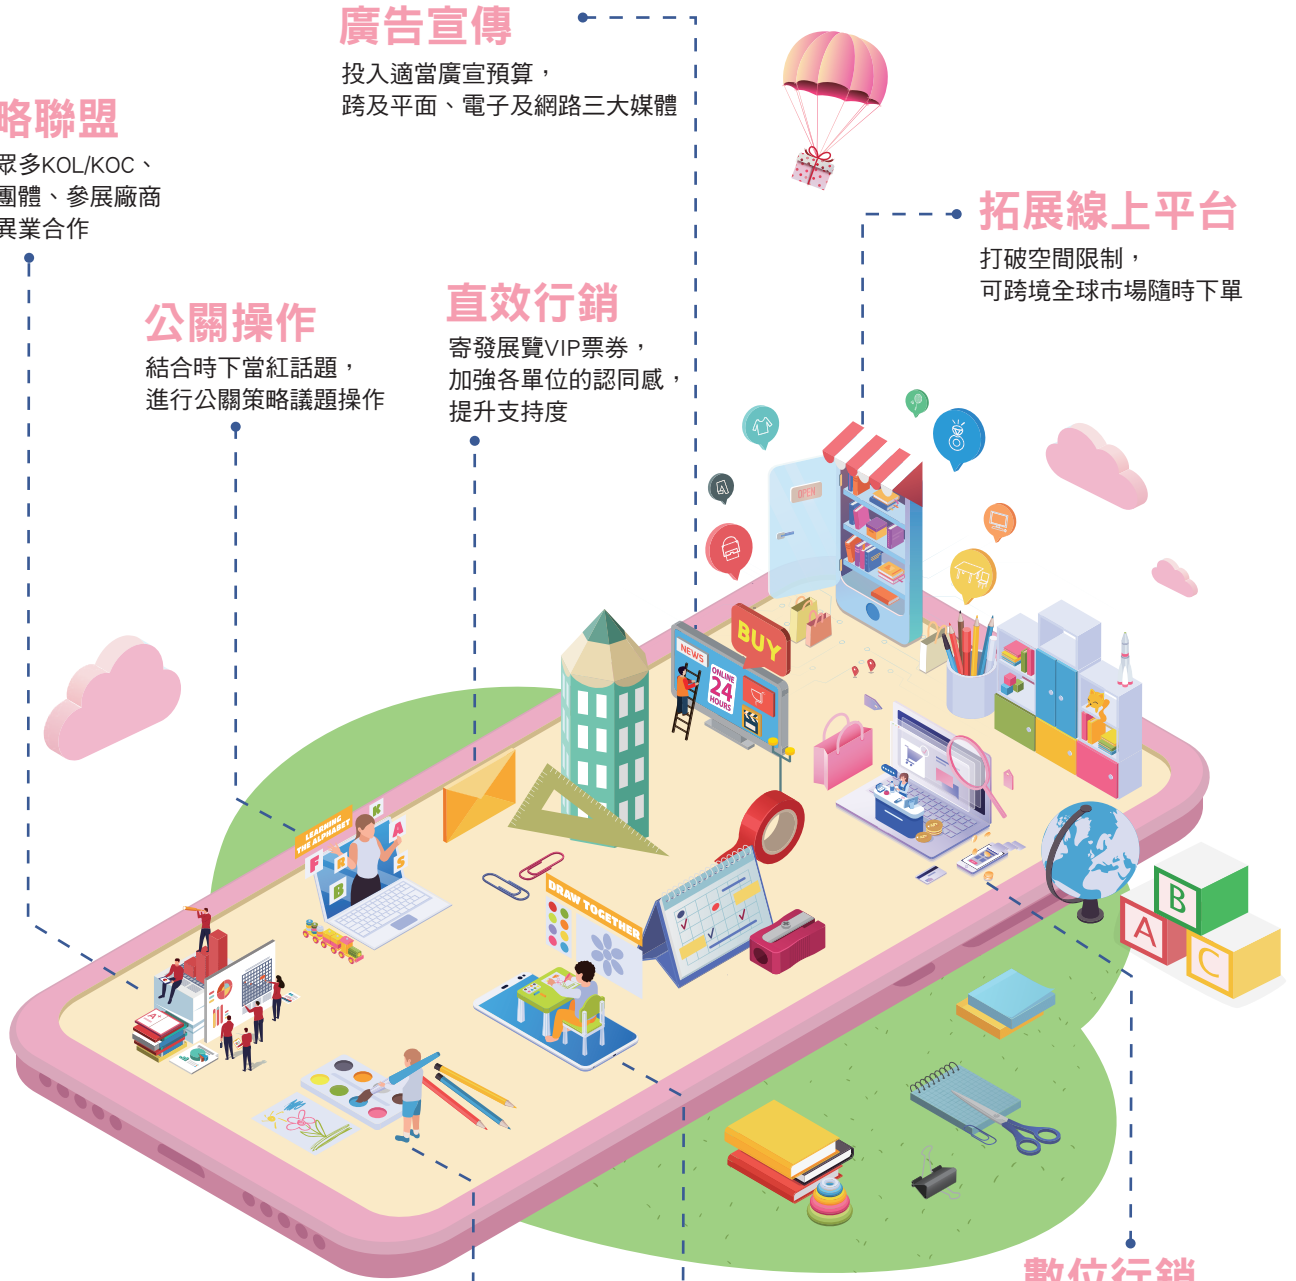 廣告宣傳
投入適當廣宣預算，
跨及平面、電子及網路三大媒體
略聯盟
眾多KOL/KOC、
團體、參展廠商
異業合作
拓展線上平台
打破空間限制，
可跨境全球市場隨時下單
公關操作
結合時下當紅話題，
進行公關策略議題操作
直效行銷
寄發展覽VIP票券，
加強各單位的認同感，
提升支持度
OPEN
BUY
NEWS
ONLINE
24
HOURS
LEARNING
THE ALPHABET
K
A
F
R
S
B
DRAW TOGETHER
A+
B
A
C
數位行銷